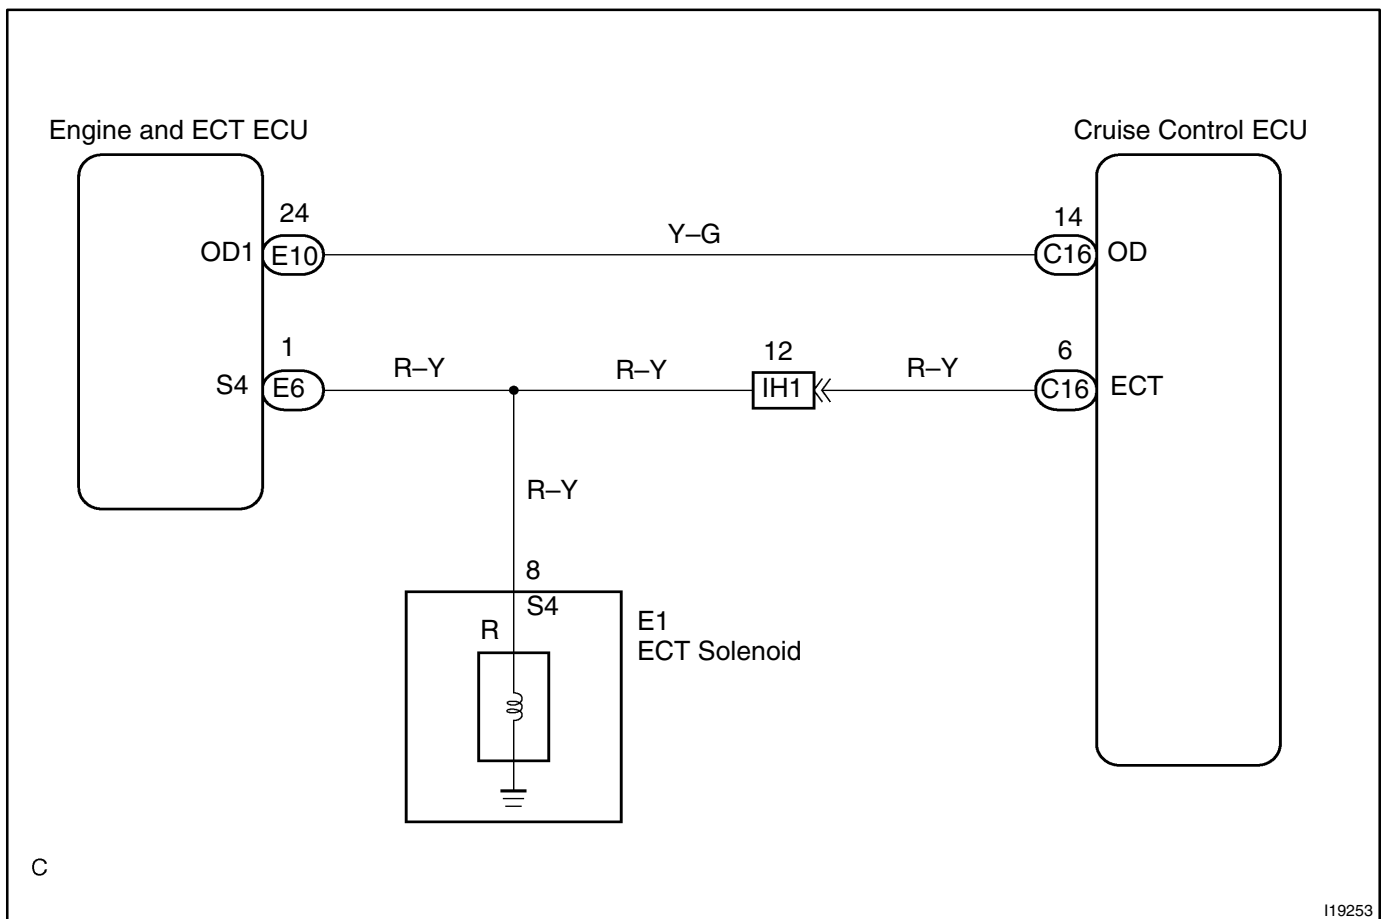 Engine and ECT ECU
Cruise Control ECU
24
14
Y–G
OD1
E10
C16
OD
1
12
6
R–Y
R–Y
R–Y
S4
E6
IH1
C16
ECT
R–Y
8
S4
R
E1
ECT Solenoid
C
I19253